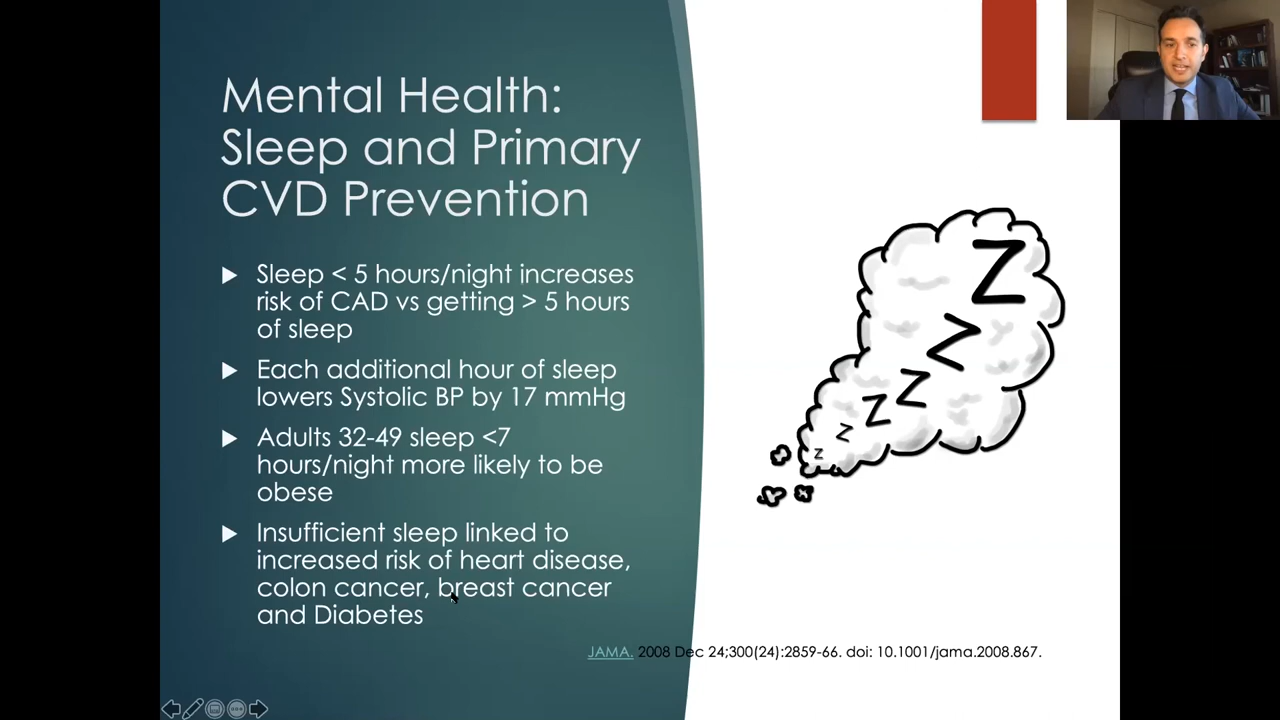 Mental Health:
Sleep and Primary
CVD Prevention
Sleep < 5 hours/night increases
risk of CAD vs getting > 5 hours
of sleep
Each additional hour of sleep
lowers Systolic BP by 17 mmHg
Adults 32-49 sleep <7
hours/night more likely to be
obese
Insufficient sleep linked to
increased risk of heart disease,
colon cancer, breast cancer
and Diabetes
Z
Z
Z
Z
Z
Z
JAMA. 2008 Dec 24;300(24):2859-66. doi: 10.1001/jama.2008.867.